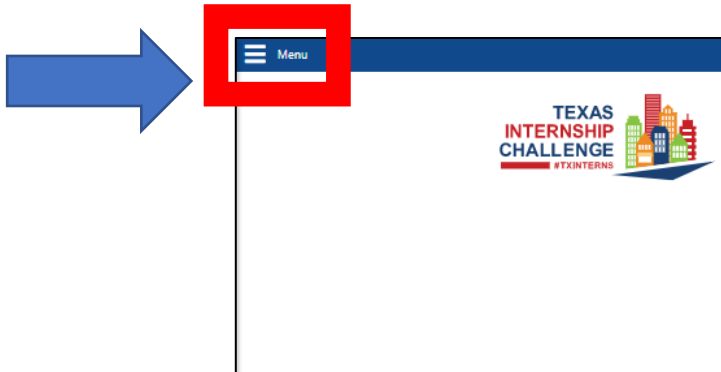 Menu
TEXAS
INTERNSHIP
CHALLENGE
#TXINTERNS